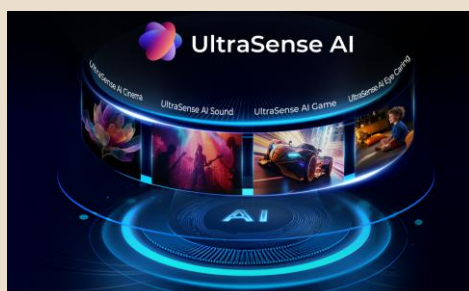 UltraSense AI
UltraSense AI Cinema
UltraSense AI Sound
UltraSense AI Game
UltraSense AI Eye Caring
AI